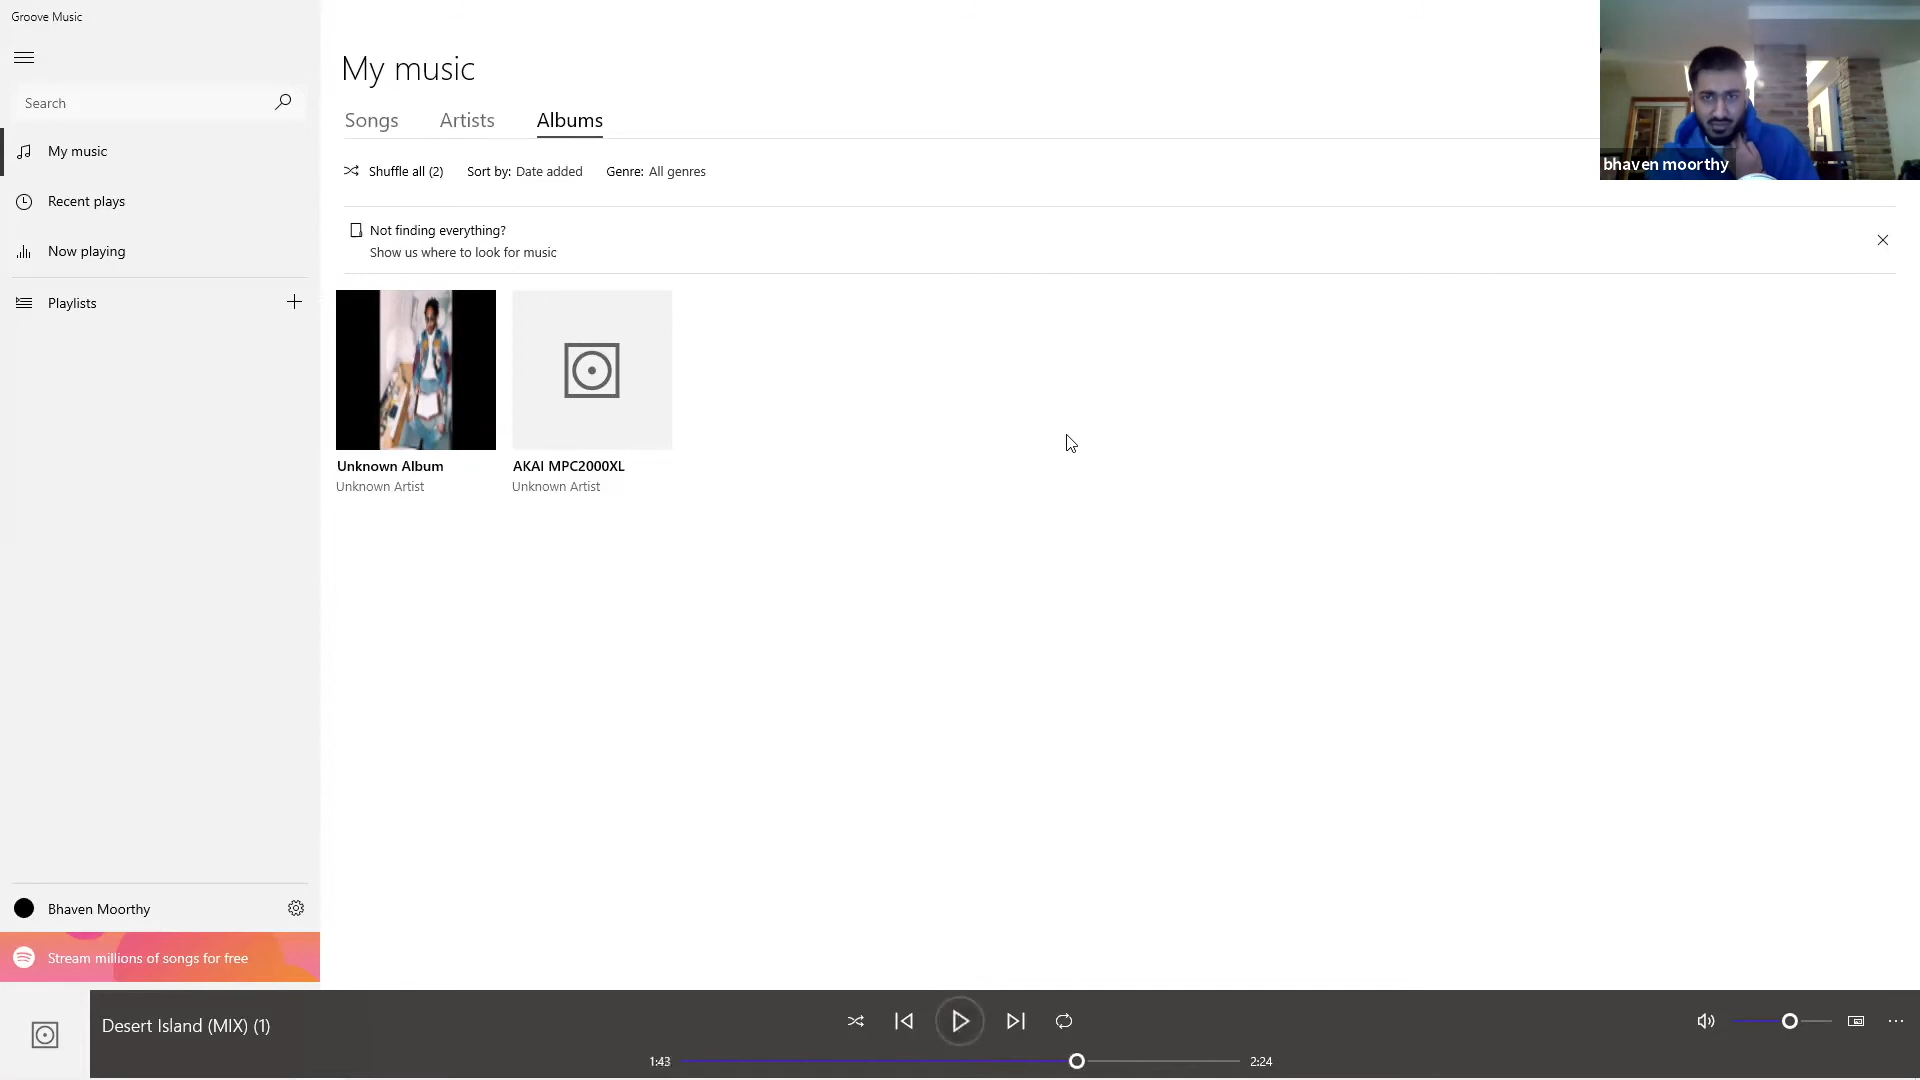 Groove Music
Search
My music
Recent plays
Now playing
Playlists
Bhaven Moorthy
Stream millions of songs for free
My music
Songs Artists Albums
Shuffle all (2) Sort by: Date added Genre: All genres
Not finding everything?
Show us where to look for music
Unknown Album
Unknown Artist
AKAI MPC2000XL
Unknown Artist
bhaven moorthy
Desert Island (MIX) (1)
1:43
2:24